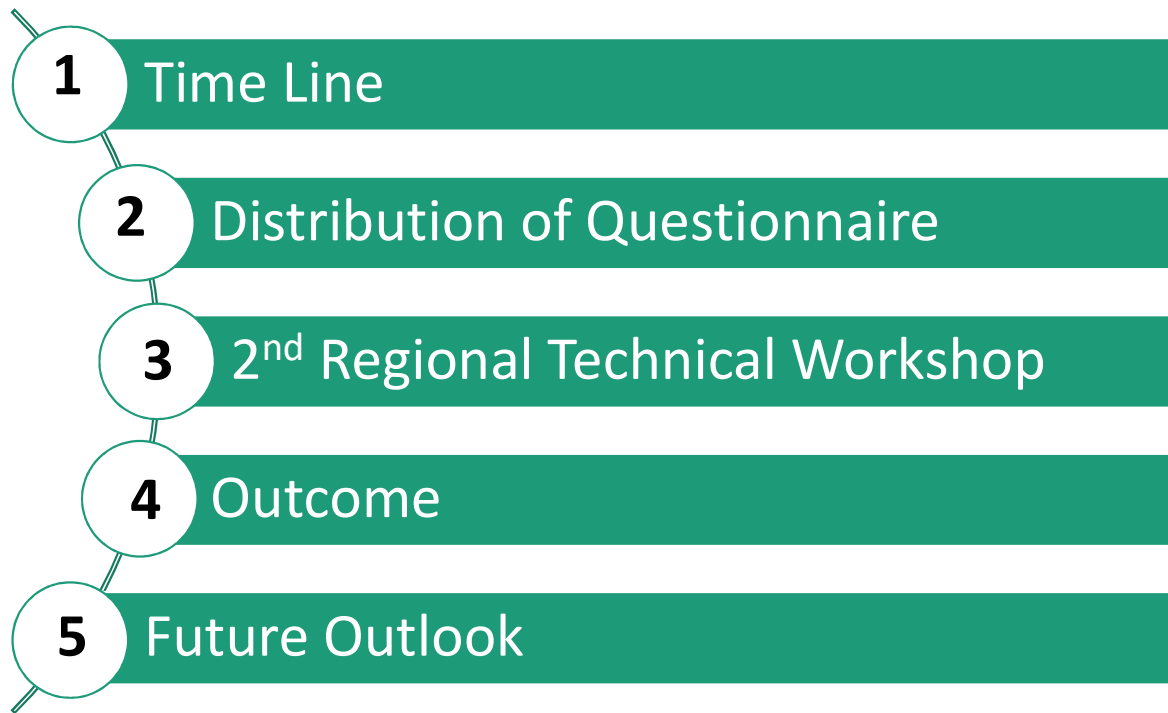 1 Time Line
2 Distribution of Questionnaire
3 2nd Regional Technical Workshop
4 Outcome
5 Future Outlook